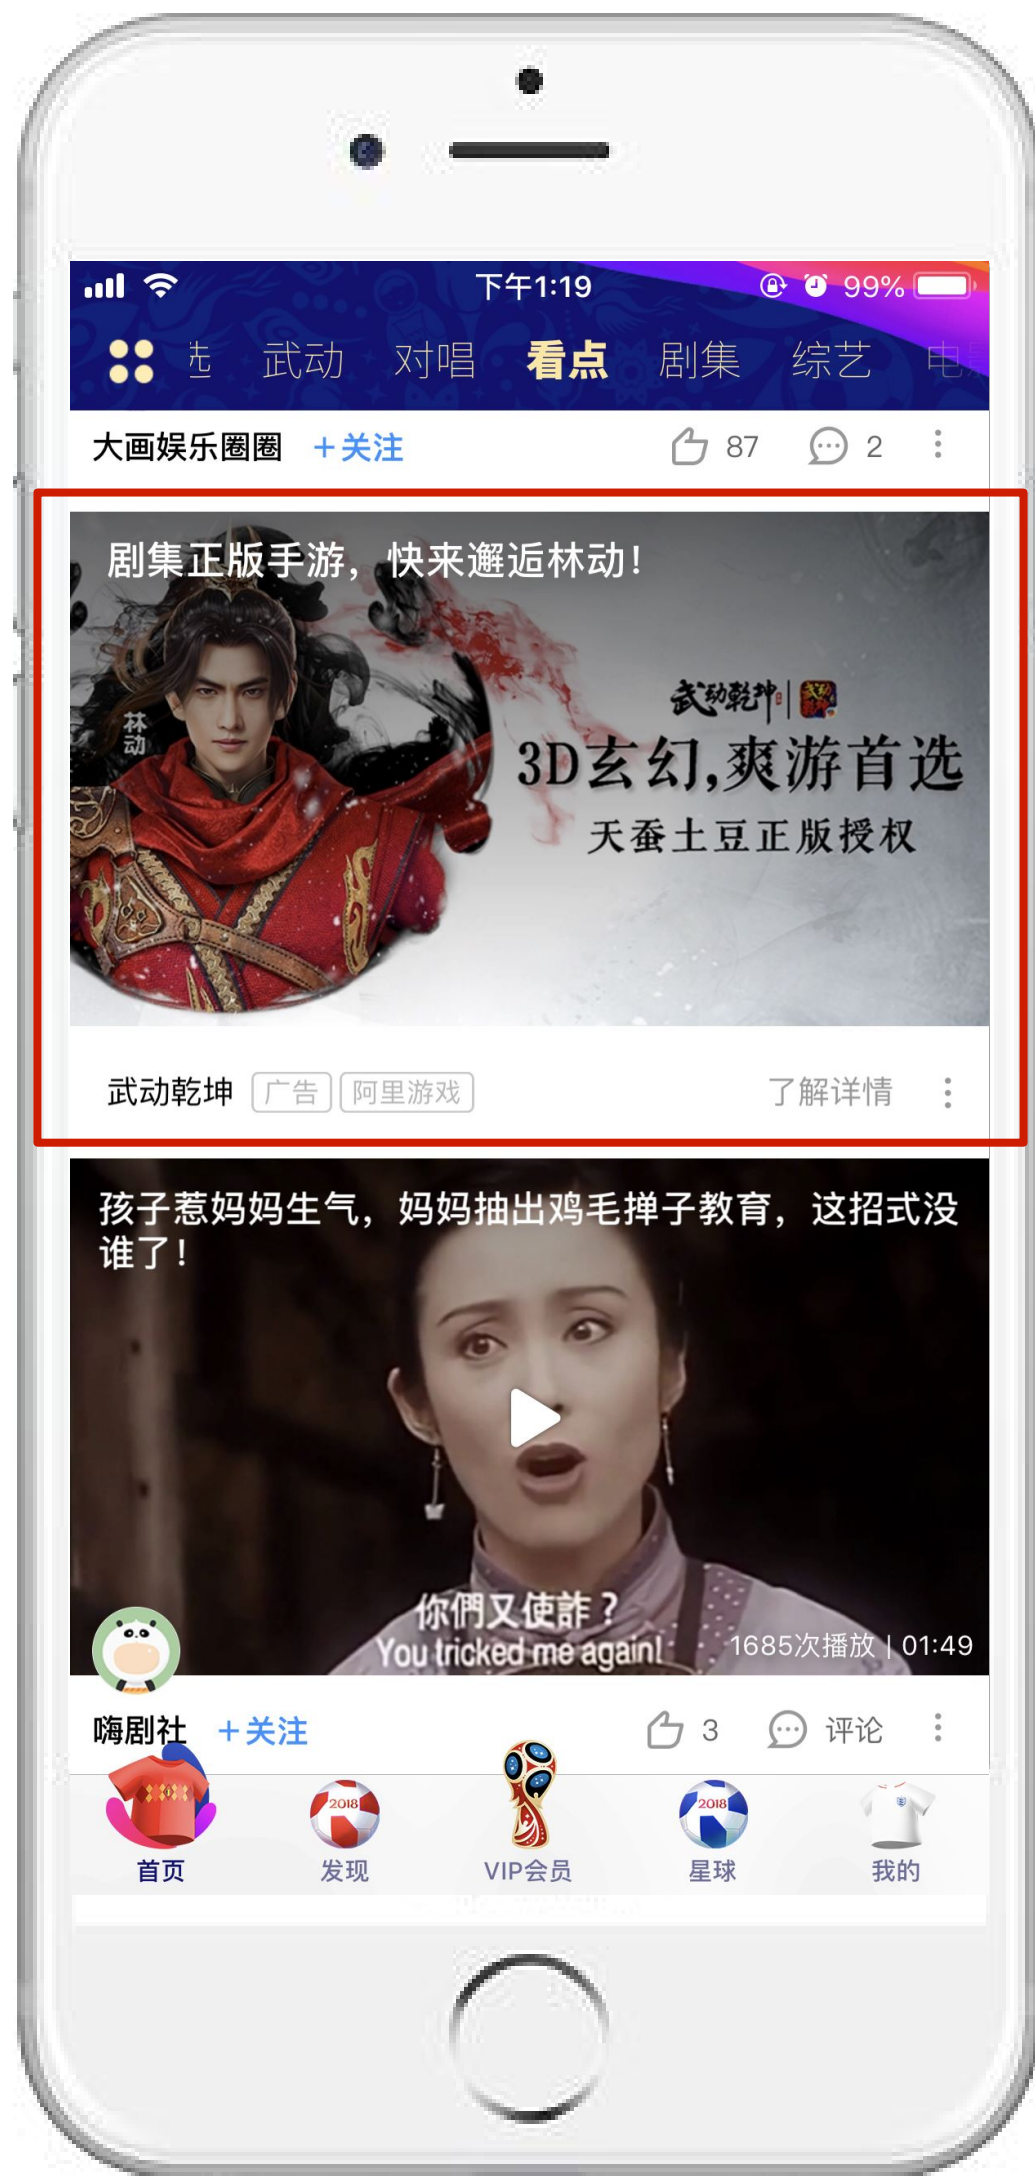 下午1:19
99%
选 武动 对唱 看点 剧集 综艺 电影
大画娱乐圈圈 +关注 87 2
剧集正版手游，快来邂逅林动！
林动
武动乾坤 武动乾坤
3D玄幻,爽游首选
天蚕土豆正版授权
武动乾坤 广告 阿里游戏 了解详情
孩子惹妈妈生气，妈妈抽出鸡毛掸子教育，这招式没
谁了！
你們又使詐？
You tricked me again!
1685次播放 | 01:49
嗨剧社 +关注 3 评论
2018 2018
首页 发现 VIP会员 星球 我的